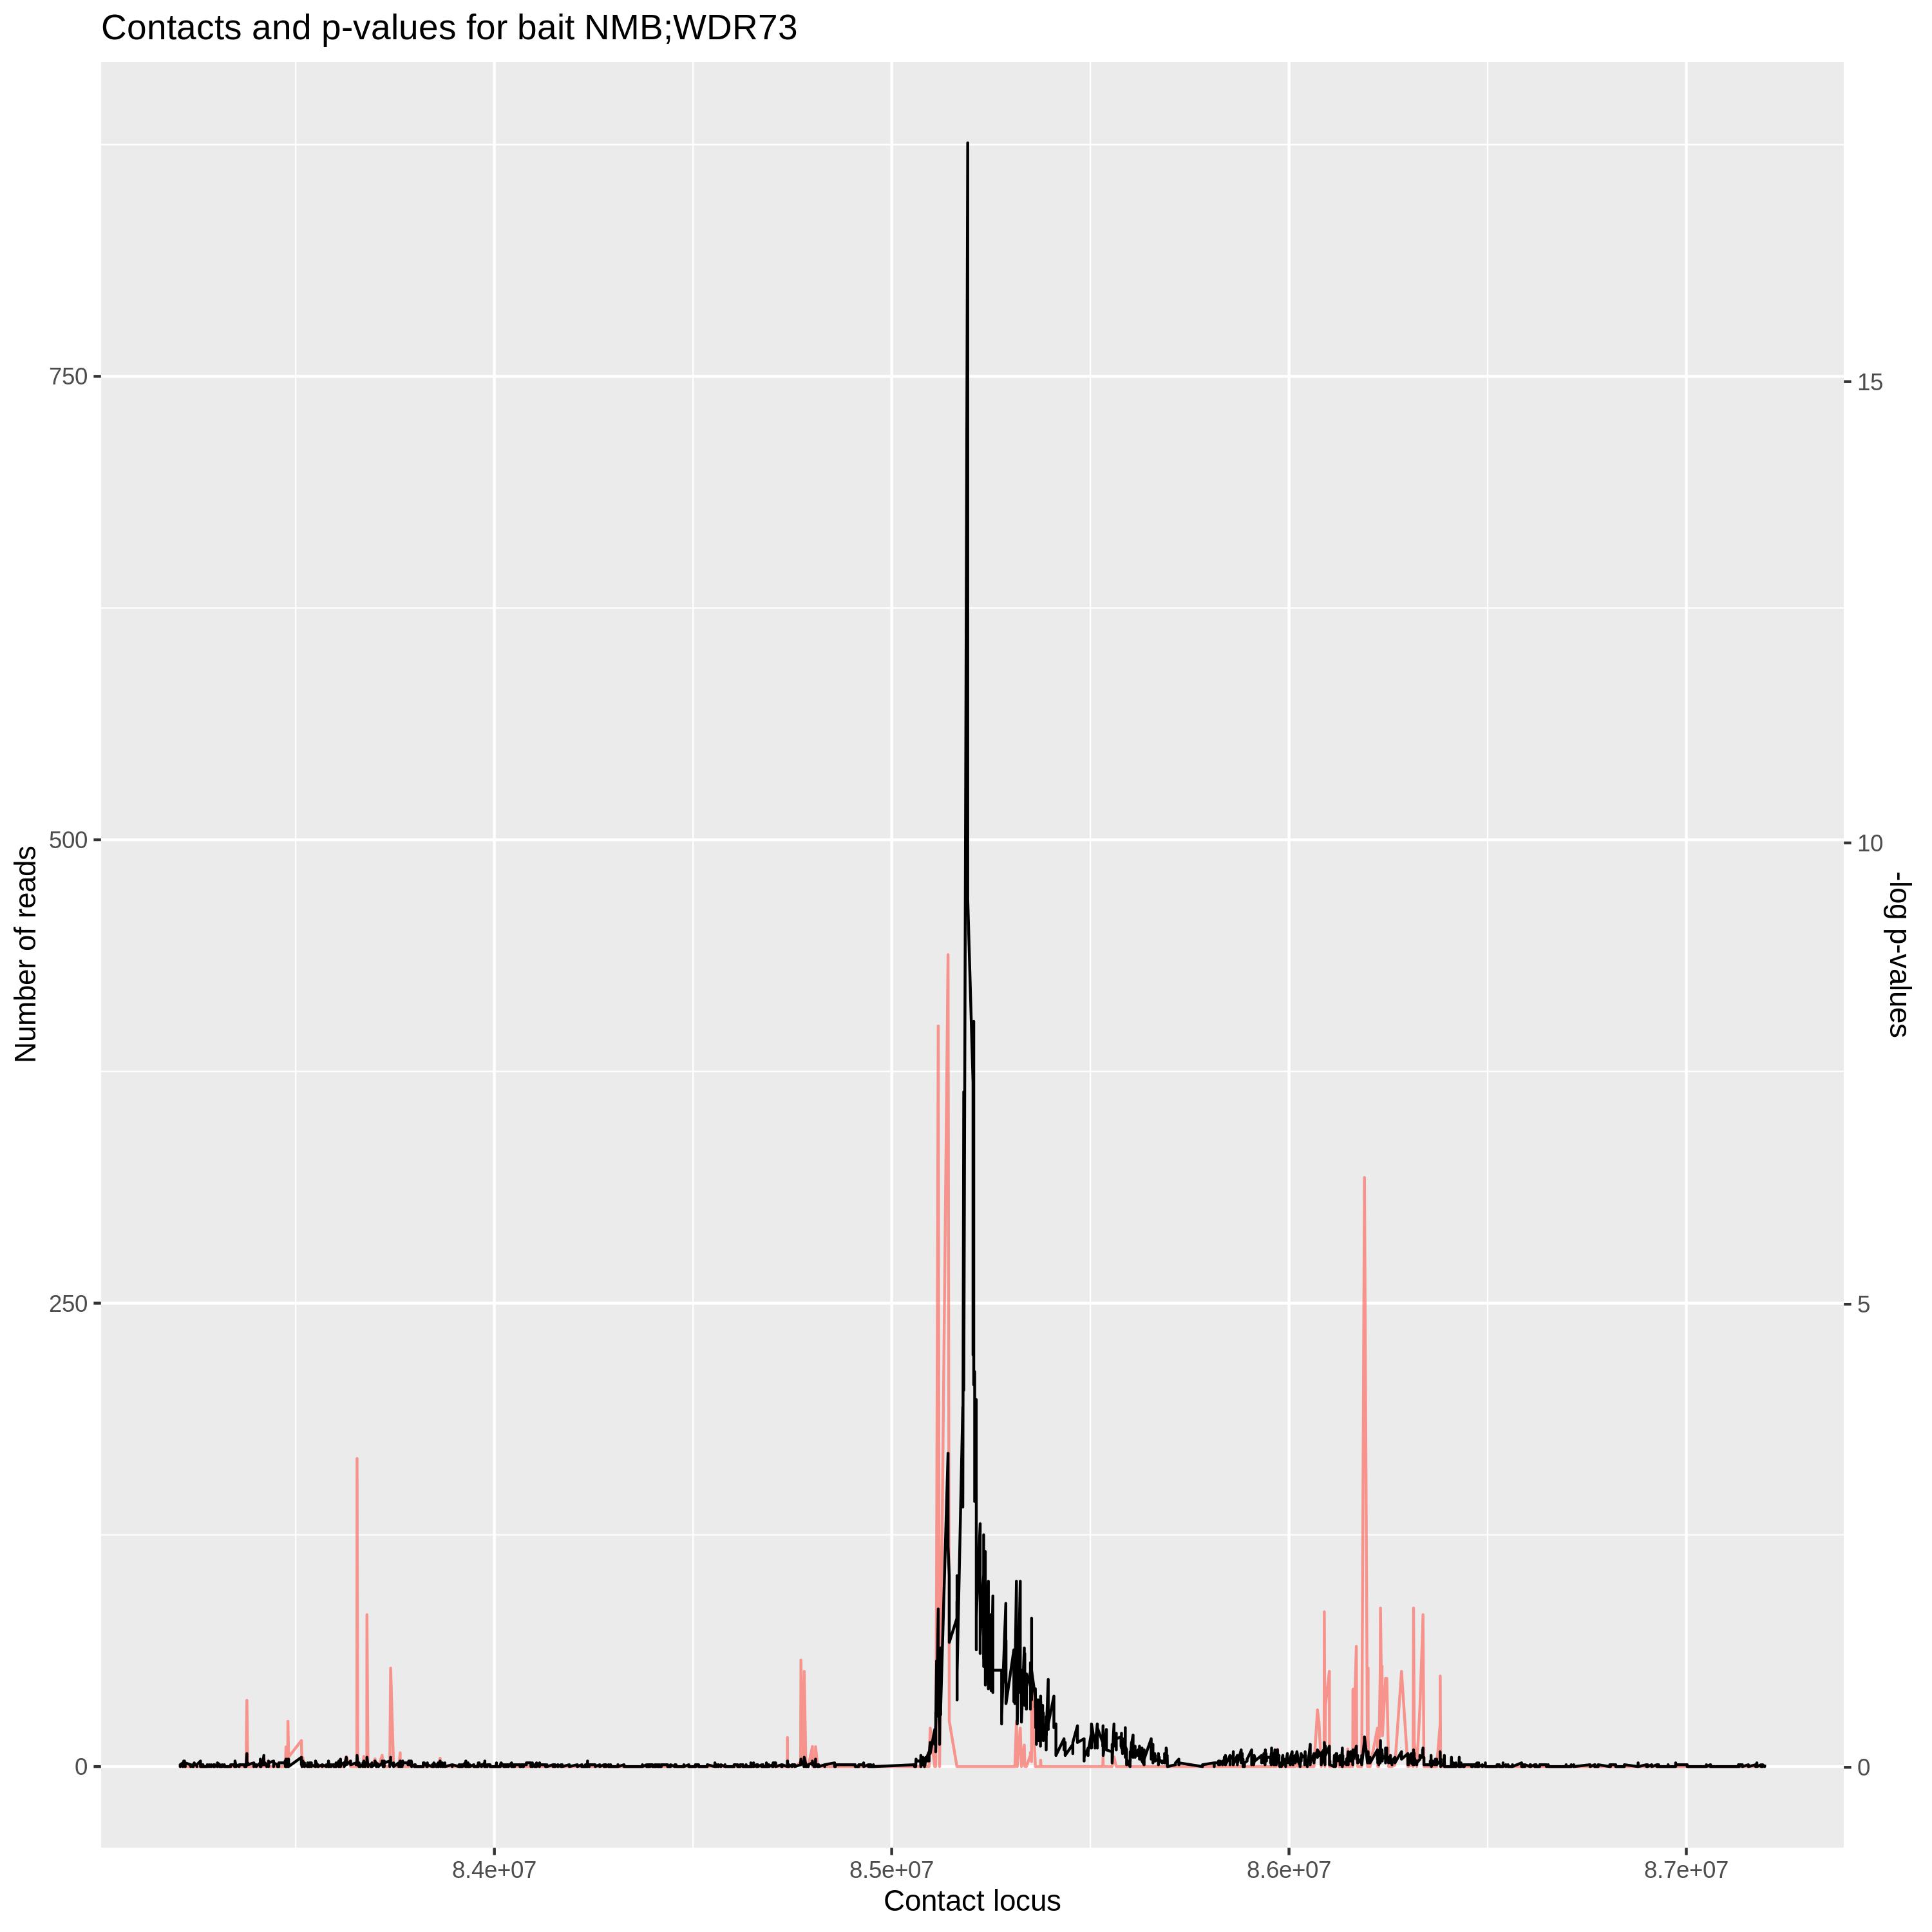 Contacts and p-values for bait NMB;WDR73
750
500
250
0
Number of reads
15
10
5
0
-log p-values
8.4e+07
8.5e+07
8.6e+07
8.7e+07
Contact locus